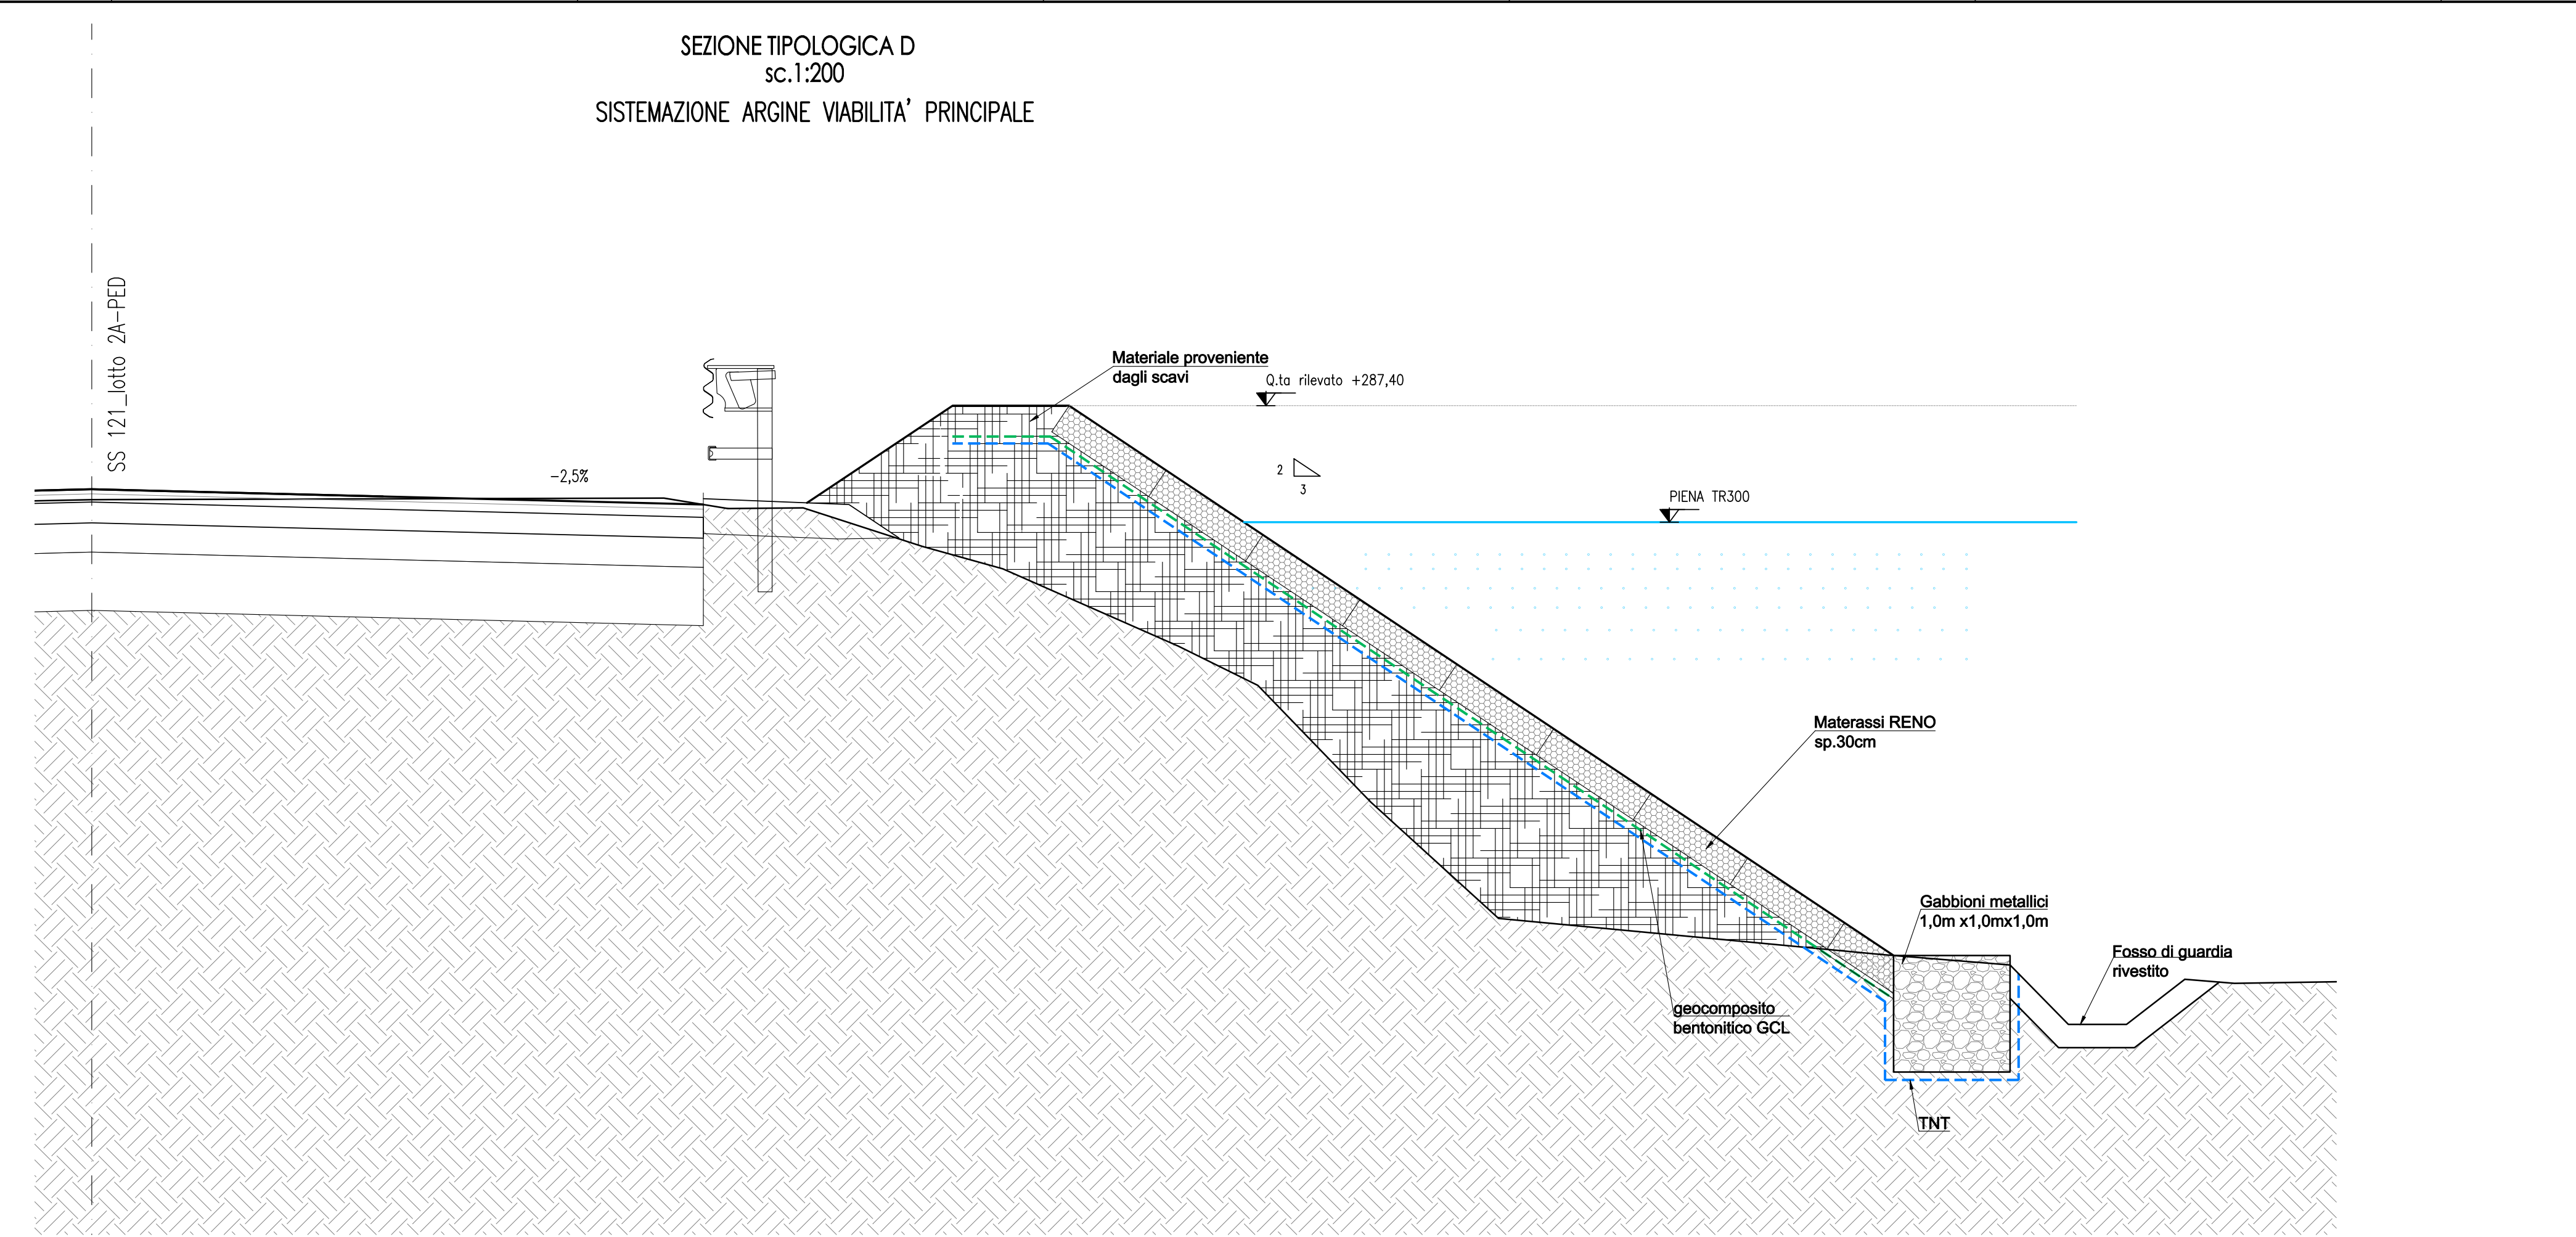 SEZIONE TIPOLOGICA D
sc.1:200
SISTEMAZIONE ARGINE VIABILITA' PRINCIPALE
SS 121_lotto 2A-PED
Materiale proveniente
dagli scavi
Q.ta rilevato +287,40
-2,5%
2
3
PIENA TR300
Materassi RENO
sp.30cm
Gabbioni metallici
1,0m x1,0mx1,0m
Fosso di guardia
rivestito
geocomposito
bentonitico GCL
TNT